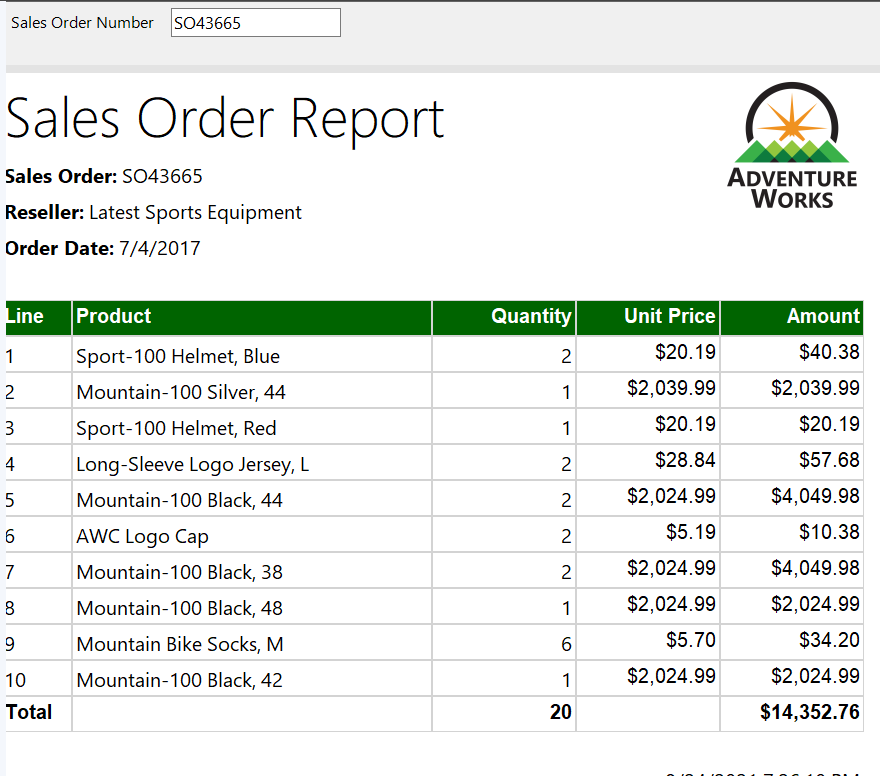 Sales Order Number SO43665
Sales Order Report
ADVENTURE
WORKS
Sales Order: SO43665
Reseller: Latest Sports Equipment
Order Date: 7/4/2017
Line Product Quantity Unit Price Amount
1 Sport-100 Helmet, Blue 2 $20.19 $40.38
2 Mountain-100 Silver, 44 1 $2,039.99 $2,039.99
3 Sport-100 Helmet, Red 1 $20.19 $20.19
4 Long-Sleeve Logo Jersey, L 2 $28.84 $57.68
5 Mountain-100 Black, 44 2 $2,024.99 $4,049.98
6 AWC Logo Cap 2 $5.19 $10.38
7 Mountain-100 Black, 38 2 $2,024.99 $4,049.98
8 Mountain-100 Black, 48 1 $2,024.99 $2,024.99
9 Mountain Bike Socks, M 6 $5.70 $34.20
10 Mountain-100 Black, 42 1 $2,024.99 $2,024.99
Total 20 $14,352.76